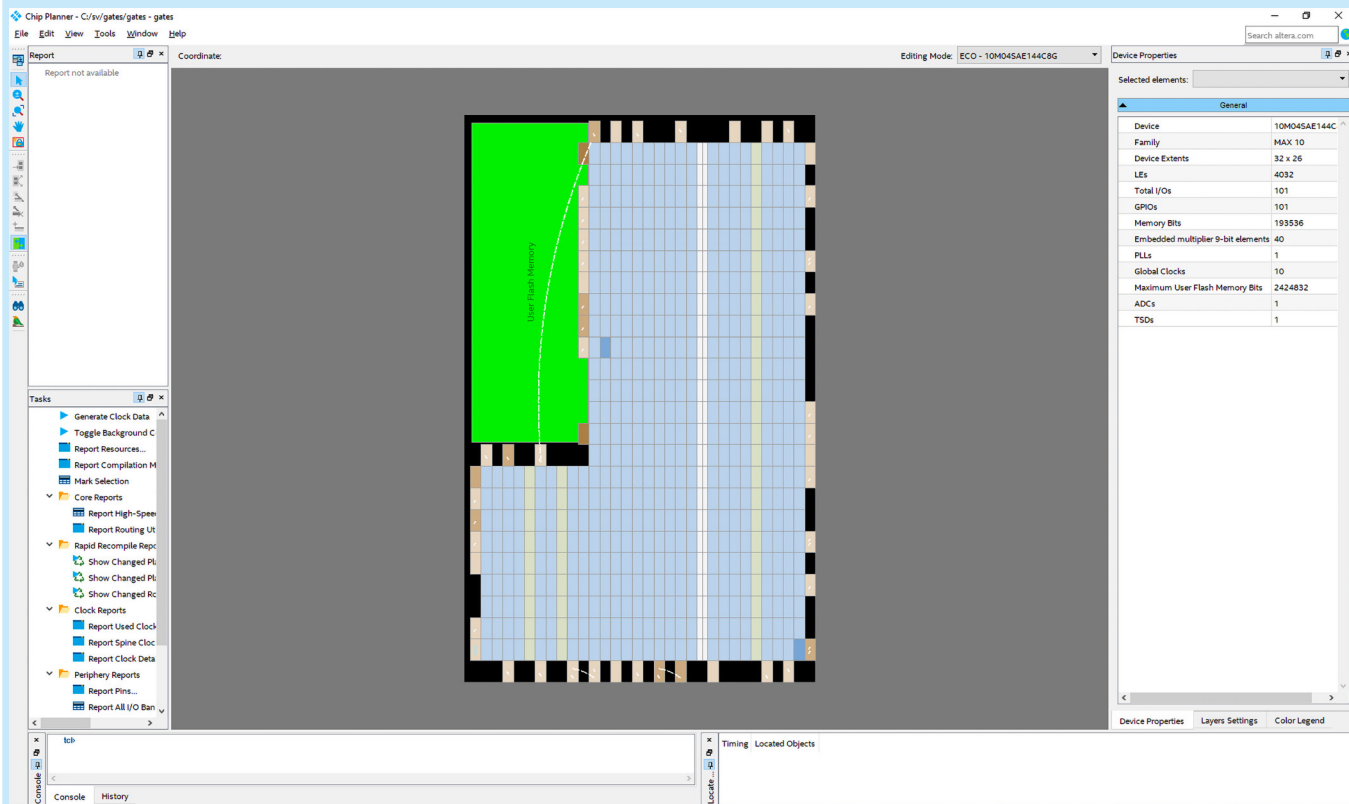 Chip Planner - C:/sv/gates/gates - gates
File Edit View Tools Window Help
Search altera.com
Report
Report not available
Coordinate:
Editing Mode: ECO - 10M04SAE144C8G
Device Properties
Selected elements:
General
Device 10M04SAE144C
Family MAX 10
Device Extents 32 x 26
LEs 4032
Total I/Os 101
GPIOs 101
Memory Bits 193536
Embedded multiplier 9-bit elements 40
PLLs 1
Global Clocks 10
Maximum User Flash Memory Bits 2424832
ADCs 1
TSDs 1
User Flash Memory
Tasks
Generate Clock Data
Toggle Background C
Report Resources...
Report Compilation M
Mark Selection
Core Reports
Report High-Speed
Report Routing Ut
Rapid Recompile Repo
Show Changed Pla
Show Changed Pla
Show Changed Ro
Clock Reports
Report Used Clock
Report Spine Cloc
Report Clock Deta
Periphery Reports
Report Pins...
Report All I/O Ban
Device Properties Layers Settings Color Legend
tcl>
Console
Console History
Locate ...
Timing Located Objects